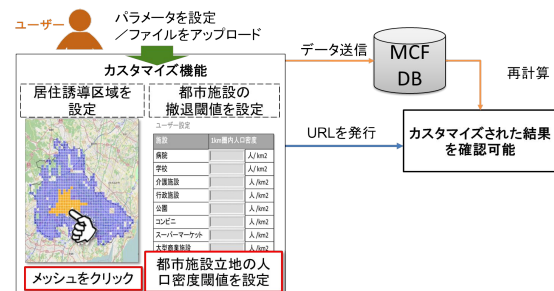 ユーザー
パラメータを設定
／ファイルをアップロード
カスタマイズ機能
居住誘導区域を
設定
都市施設の
撤退閾値を設定
ユーザー設定
施設 1km圏内人口密度
病院 人/km2
学校 人/km2
介護施設 人/km2
行政施設 人/km2
公園 人/km2
コンビニ 人/km2
スーパーマーケット 人/km2
大型商業施設 人/km2
メッシュをクリック
都市施設立地の人
口密度閾値を設定
データ送信
MCF
DB
再計算
URLを発行
カスタマイズされた結果
を確認可能